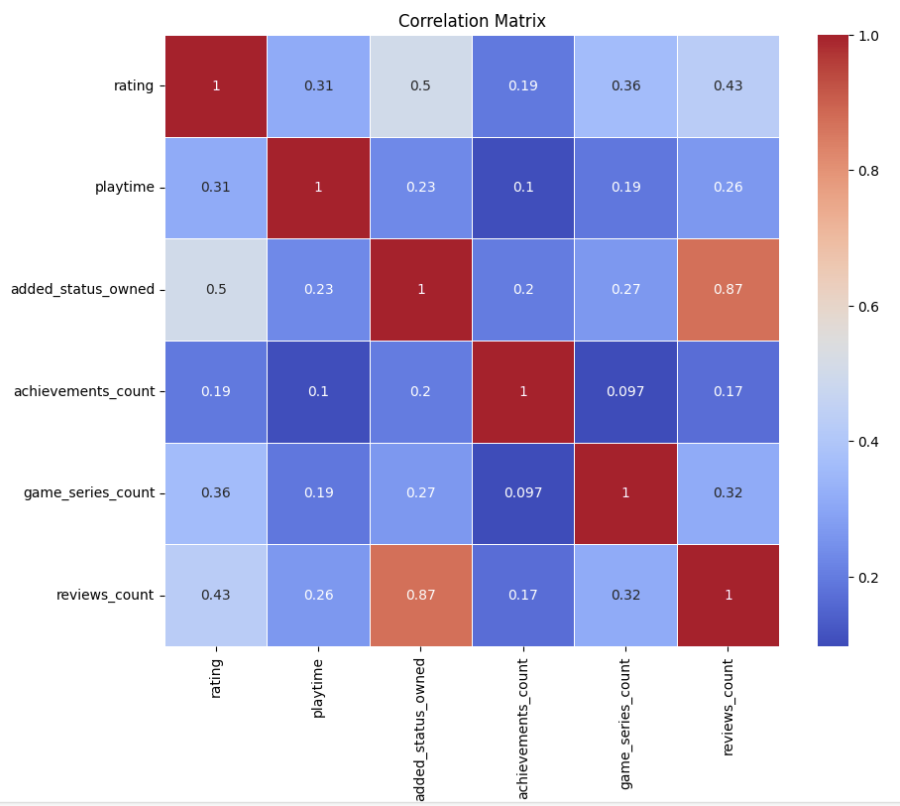 Correlation Matrix
rating 1 0.31 0.5 0.19 0.36 0.43
playtime 0.31 1 0.23 0.1 0.19 0.26
added_status_owned 0.5 0.23 1 0.2 0.27 0.87
achievements_count 0.19 0.1 0.2 1 0.097 0.17
game_series_count 0.36 0.19 0.27 0.097 1 0.32
reviews_count 0.43 0.26 0.87 0.17 0.32 1
rating
playtime
added_status_owned
achievements_count
game_series_count
reviews_count
1.0
0.8
0.6
0.4
0.2